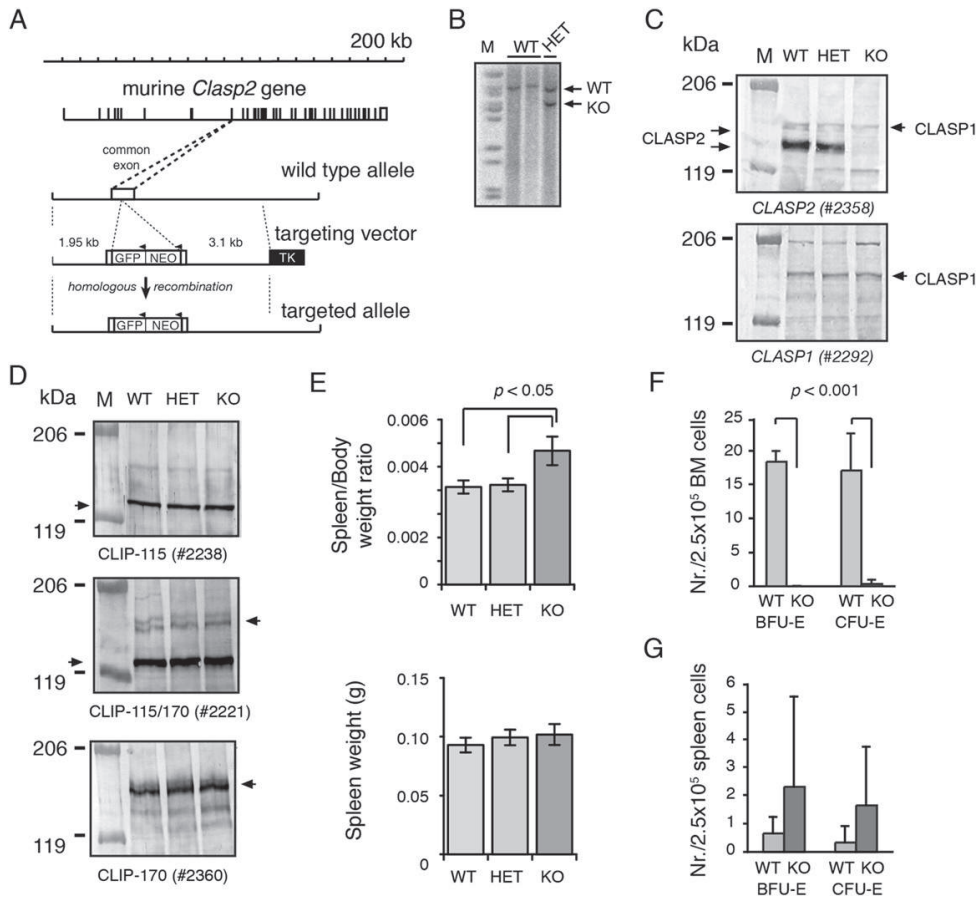 A
200 kb
murine Clasp2 gene
common
exon
wild type allele
1.95 kb
3.1 kb
targeting vector
GFP NEO
TK
homologous recombination
targeted allele
GFP NEO
B
M WT HET
WT
KO
C
kDa
M WT HET KO
206
CLASP2
CLASP1
119
CLASP2 (#2358)
206
CLASP1
119
CLASP1 (#2292)
D
kDa M WT HET KO
206
119
CLIP-115 (#2238)
206
119
CLIP-115/170 (#2221)
206
119
CLIP-170 (#2360)
E
p < 0.05
Spleen/Body
weight ratio
0.006
0.004
0.002
0
WT HET KO
Spleen weight (g)
0.15
0.10
0.05
0
WT HET KO
F
p < 0.001
Nr./2.5x10⁵ BM cells
25
20
15
10
5
0
WT KO WT KO
BFU-E CFU-E
G
Nr./2.5x10⁵ spleen cells
6
5
4
3
2
1
0
WT KO WT KO
BFU-E CFU-E